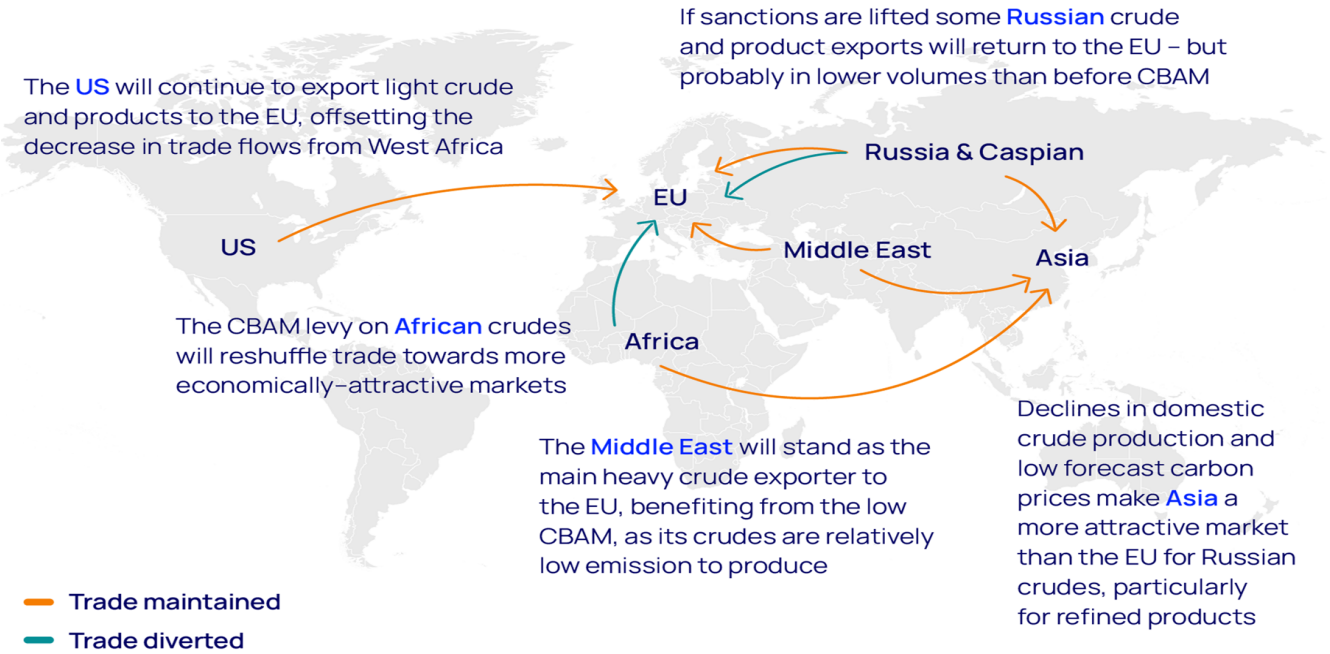 If sanctions are lifted some Russian crude
and product exports will return to the EU – but
probably in lower volumes than before CBAM
The US will continue to export light crude
and products to the EU, offsetting the
decrease in trade flows from West Africa
Russia & Caspian
EU
US
Middle East
Asia
The CBAM levy on African crudes
will reshuffle trade towards more
economically–attractive markets
Africa
Declines in domestic
crude production and
low forecast carbon
prices make Asia a
more attractive market
than the EU for Russian
crudes, particularly
for refined products
The Middle East will stand as the
main heavy crude exporter to
the EU, benefiting from the low
CBAM, as its crudes are relatively
low emission to produce
Trade maintained
Trade diverted